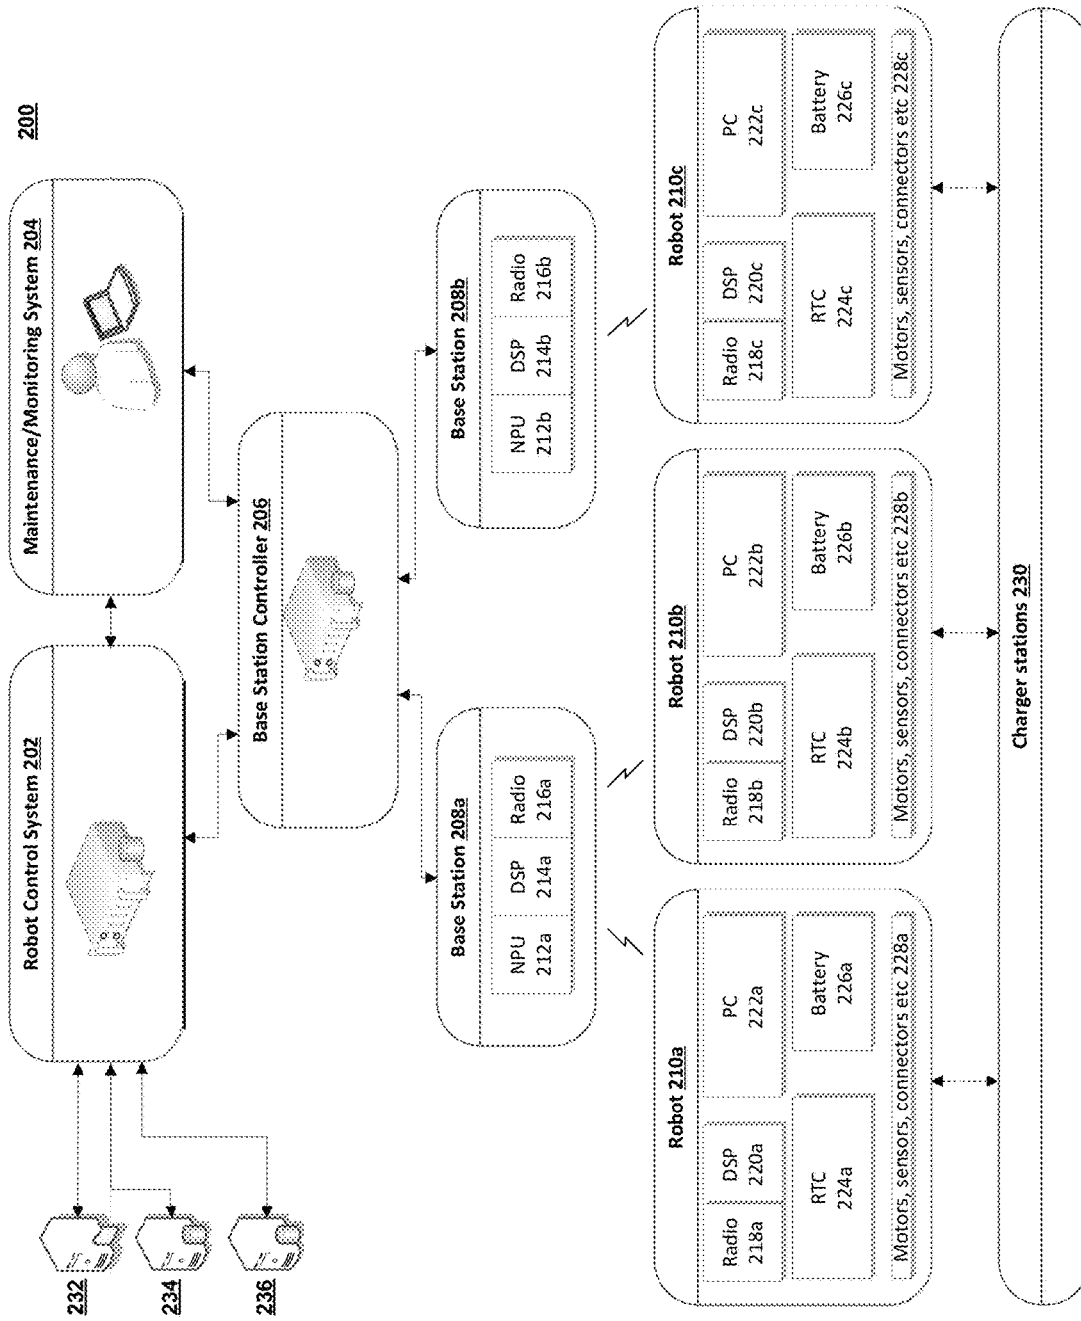 200
232
234
236
Robot Control System 202
Maintenance/Monitoring System 204
Base Station Controller 206
Base Station 208a
NPU
212a
DSP
214a
Radio
216a
Base Station 208b
NPU
212b
DSP
214b
Radio
216b
Robot 210a
Radio
218a
DSP
220a
PC
222a
RTC
224a
Battery
226a
Motors, sensors, connectors etc 228a
Robot 210b
Radio
218b
DSP
220b
PC
222b
RTC
224b
Battery
226b
Motors, sensors, connectors etc 228b
Robot 210c
Radio
218c
DSP
220c
PC
222c
RTC
224c
Battery
226c
Motors, sensors, connectors etc 228c
Charger stations 230